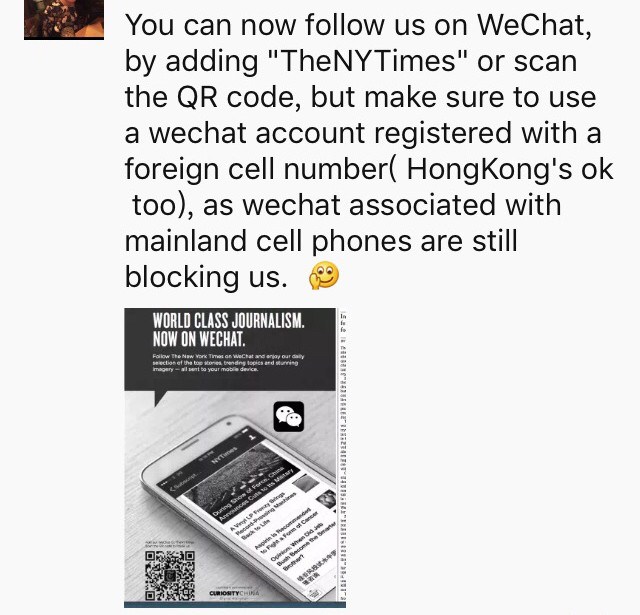 You can now follow us on WeChat,
by adding "TheNYTimes" or scan
the QR code, but make sure to use
a wechat account registered with a
foreign cell number( HongKong's ok
too), as wechat associated with
mainland cell phones are still
blocking us.
WORLD CLASS JOURNALISM.
NOW ON WECHAT.
Follow The New York Times on WeChat and enjoy our daily
selection of the top stories, trending topics and stunning
imagery — all sent to your mobile device.
NYTimes
During Show of Force, China
Announces Cuts to Its Military
A Vinyl LP Frenzy Brings
Record-Pressing Machines
Back to Life
Aspirin Is Recommended
to Fight a Form of Cancer
Opinion: When Did Jeb
Bush Become the Smarter
Brother?
CURIOSITYCHINA